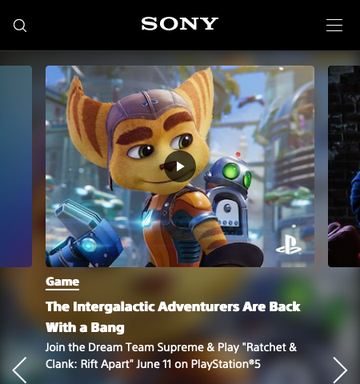 SONY
Game
The Intergalactic Adventurers Are Back
With a Bang
Join the Dream Team Supreme & Play "Ratchet &
Clank: Rift Apart" June 11 on PlayStation®5